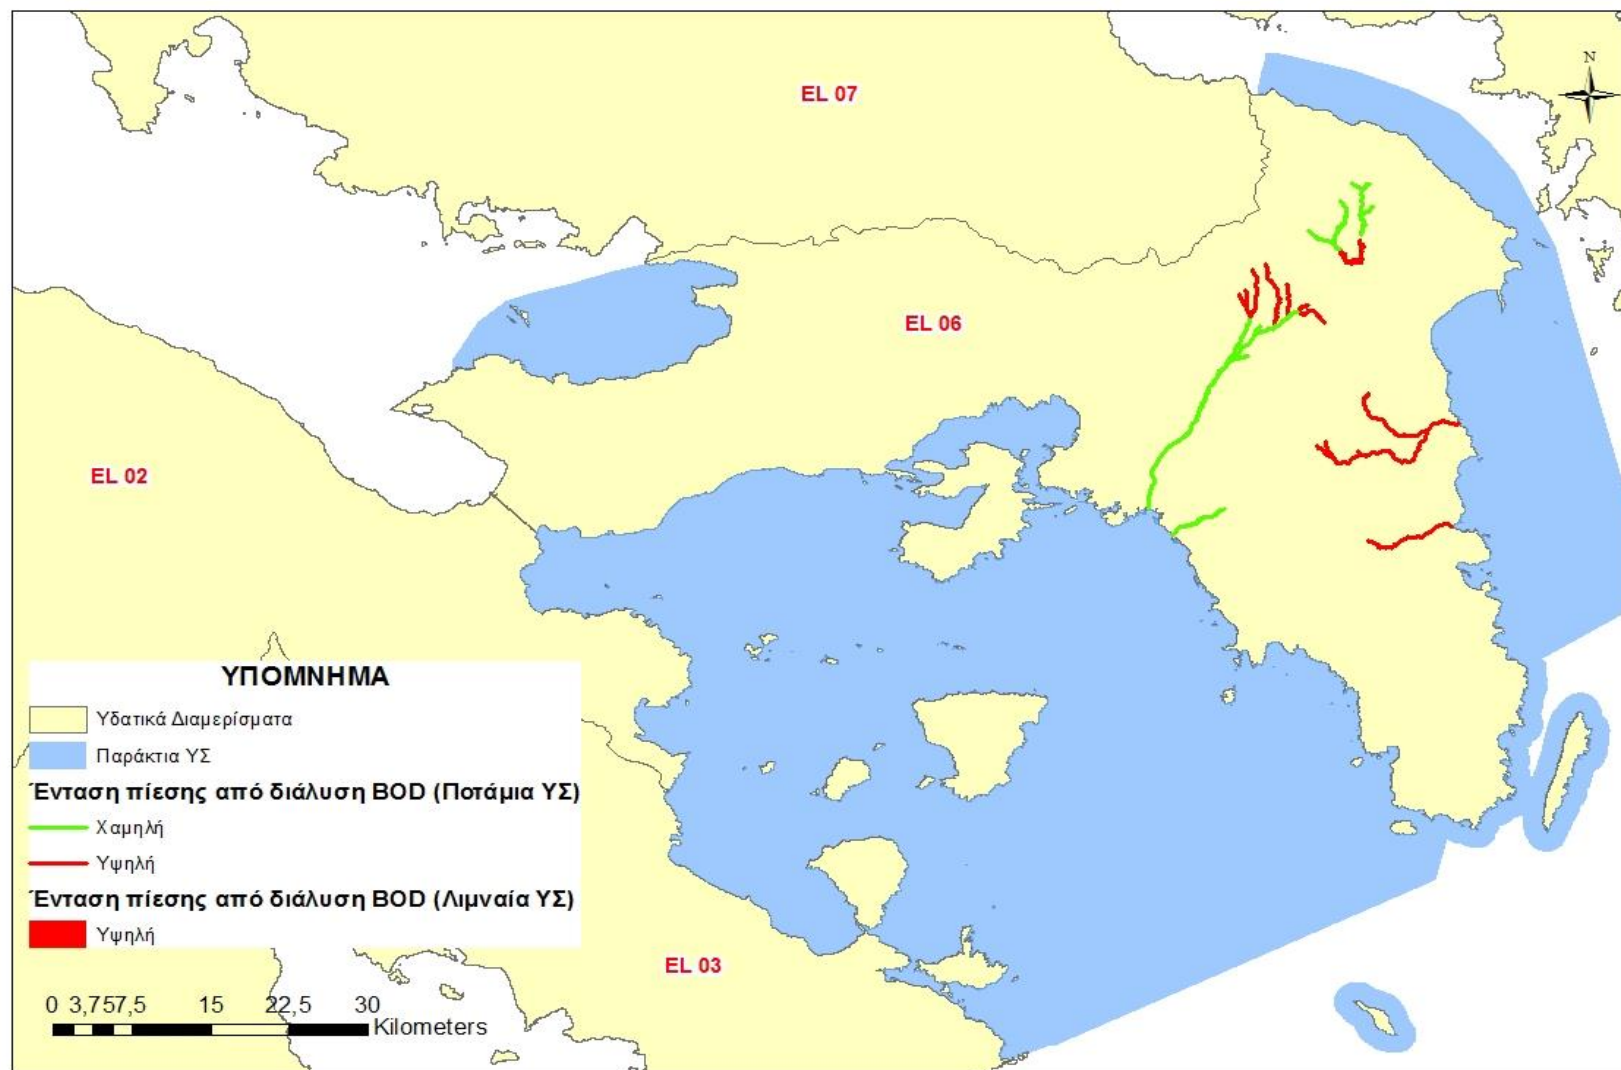 N
EL 07
EL 06
EL 02
EL 03
ΥΠΟΜΝΗΜΑ
Υδατικά Διαμερίσματα
Παράκτια ΥΣ
Ένταση πίεσης από διάλυση BOD (Ποτάμια ΥΣ)
Χαμηλή
Υψηλή
Ένταση πίεσης από διάλυση BOD (Λιμναία ΥΣ)
Υψηλή
0 3,757,5 15 22,5 30
Kilometers